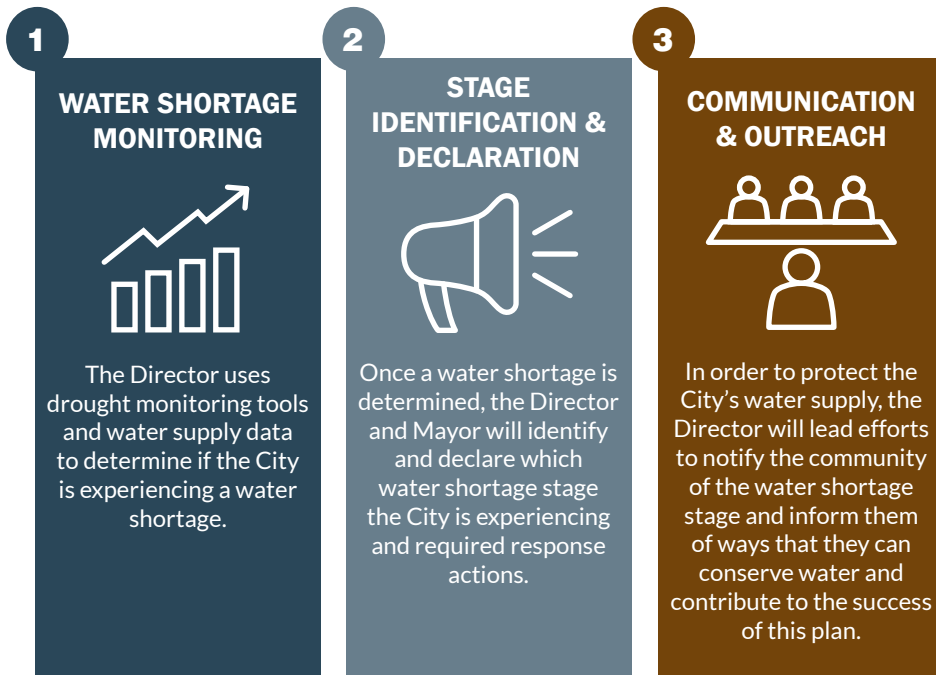 1
WATER SHORTAGE
MONITORING
The Director uses
drought monitoring tools
and water supply data
to determine if the City
is experiencing a water
shortage.
2
STAGE
IDENTIFICATION &
DECLARATION
Once a water shortage is
determined, the Director
and Mayor will identify
and declare which
water shortage stage
the City is experiencing
and required response
actions.
3
COMMUNICATION
& OUTREACH
In order to protect the
City’s water supply, the
Director will lead efforts
to notify the community
of the water shortage
stage and inform them
of ways that they can
conserve water and
contribute to the success
of this plan.